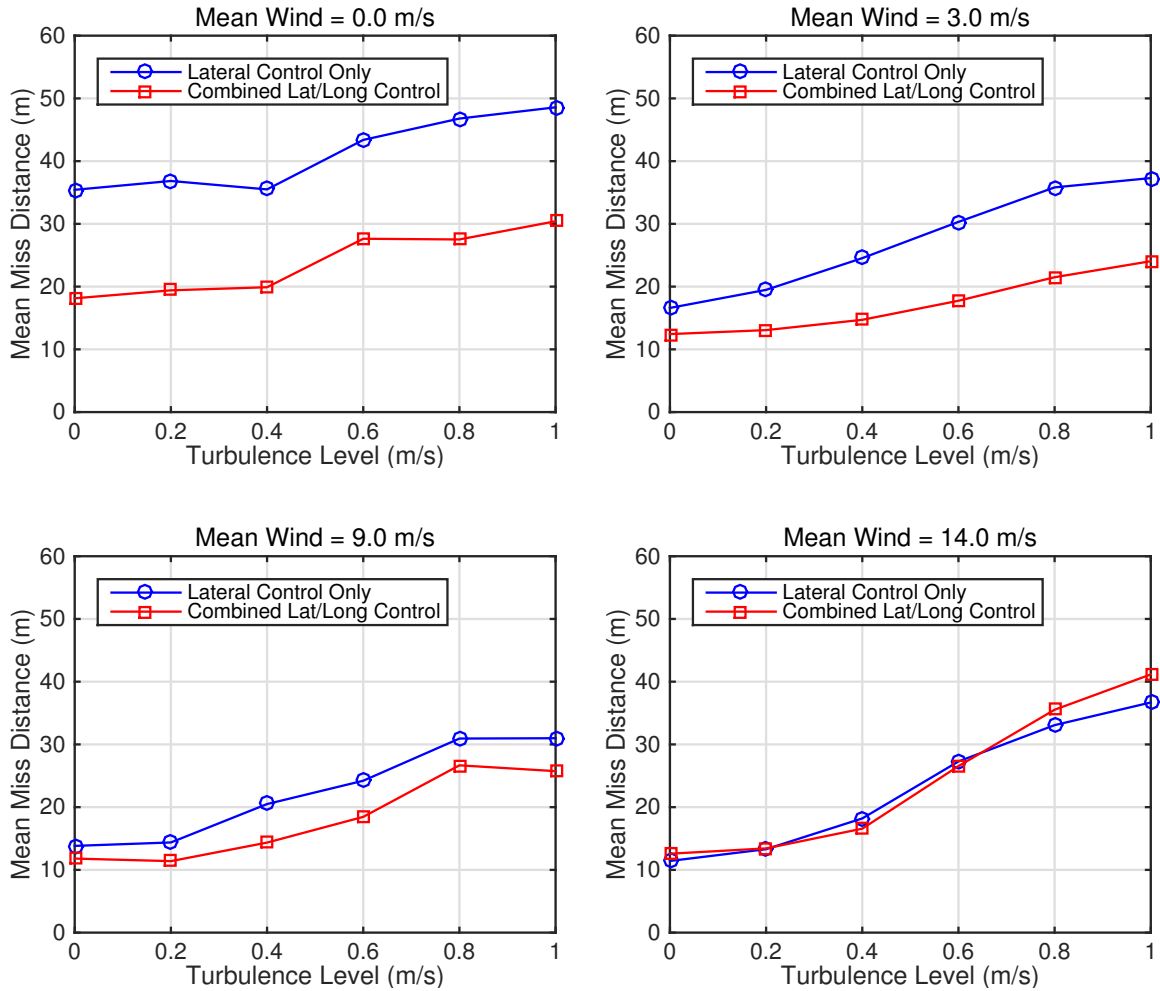 Mean Wind = 0.0 m/s
60
50
40
30
20
10
0
Mean Miss Distance (m)
Lateral Control Only
Combined Lat/Long Control
0 0.2 0.4 0.6 0.8 1
Turbulence Level (m/s)
Mean Wind = 3.0 m/s
60
50
40
30
20
10
0
Mean Miss Distance (m)
Lateral Control Only
Combined Lat/Long Control
0 0.2 0.4 0.6 0.8 1
Turbulence Level (m/s)
Mean Wind = 9.0 m/s
60
50
40
30
20
10
0
Mean Miss Distance (m)
Lateral Control Only
Combined Lat/Long Control
0 0.2 0.4 0.6 0.8 1
Turbulence Level (m/s)
Mean Wind = 14.0 m/s
60
50
40
30
20
10
0
Mean Miss Distance (m)
Lateral Control Only
Combined Lat/Long Control
0 0.2 0.4 0.6 0.8 1
Turbulence Level (m/s)